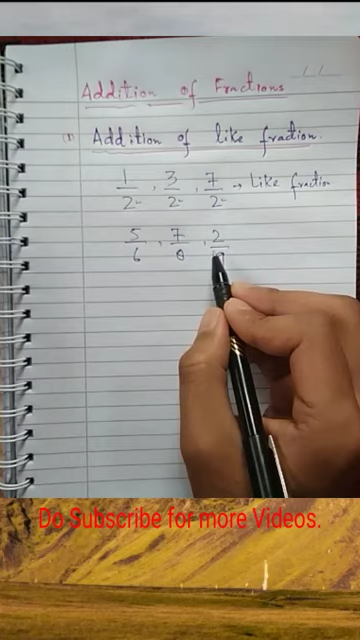 Addition of Fractions
(1) Addition of like fraction.
1/2, 3/2, 7/2 → Like fraction
5/6, 7/8, 2/
Do Subscribe for more Videos.